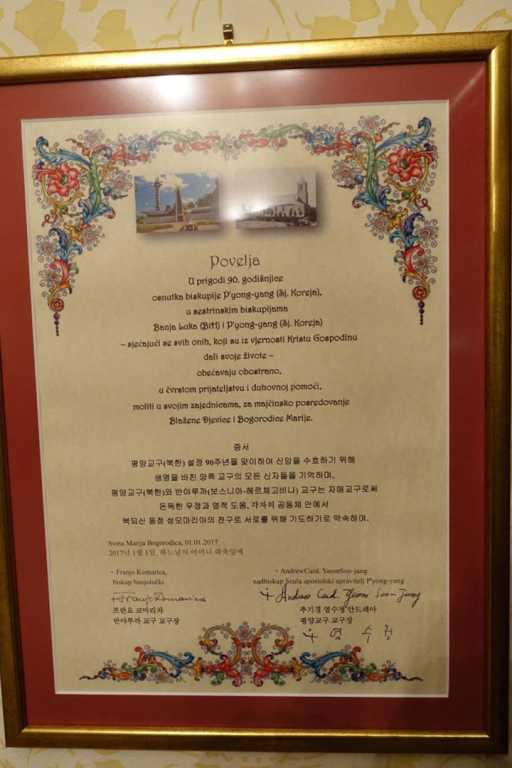 Povelja
U prigodi 90. godišnjice
osnutka biskupije P'yong-yang (Sj. Koreja),
u sestrinskim biskupijama
Banja Luka (BiH) i P'yong-yang (Sj. Koreja)
– sjećajući se svih onih, koji su iz vjernosti Kristu Gospodinu
dali svoje živote –
obećavaju obostrano,
u čvrstom prijateljstvu i duhovnoj pomoći,
moliti u svojim zajednicama, za majčinsko posredovanje
Blažene Djevice i Bogorodice Marije.
증서
평양교구(북한) 설정 90주년을 맞이하여 신앙을 수호하기 위해
생명을 바친 양측 교구의 모든 신자들을 기억하며,
평양교구(북한)와 반야루카(보스니아-헤르체고비나) 교구는 자매교구로써
돈독한 우정과 영적 도움, 각자의 공동체 안에서
복되신 동정 성모마리아의 전구로 서로를 위해 기도하기로 약속하며.
Sveta Marija Bogorodica, 01.01.2017
2017년 1월 1일, 하느님의 어머니 대축일에
+ Franjo Komarica,
biskup banjolučki
+ AndrewCard. YeomSoo-jung
nadbiskup Seula apostolski upravitelj P'yong-yang
+ Franjo Komarica
+ Andrew Card. Yeom Soo-jung
프란요 코마리차
반야루카 교구 교구장
추기경 염수정 안드레아
평양교구 교구장
염 수 정